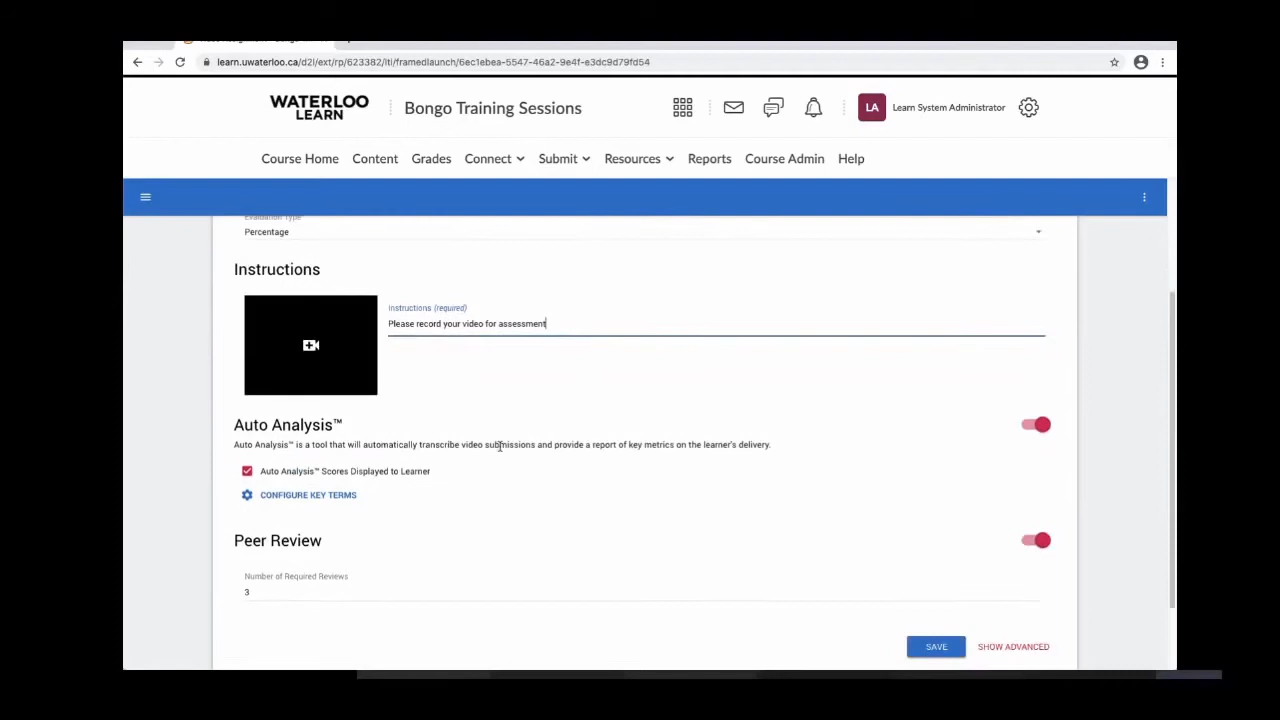 learn.uwaterloo.ca/d2l/ext/rp/623382/lti/framedlaunch/6ec1ebea-5547-46a2-9e4f-e3dc9d79fd54
WATERLOO
LEARN
Bongo Training Sessions
LA
Learn System Administrator
Course Home
Content
Grades
Connect
Submit
Resources
Reports
Course Admin
Help
Evaluation Type
Percentage
Instructions
Instructions (required)
Please record your video for assessment
Auto Analysis™
Auto Analysis™ is a tool that will automatically transcribe video submissions and provide a report of key metrics on the learner's delivery.
Auto Analysis™ Scores Displayed to Learner
CONFIGURE KEY TERMS
Peer Review
Number of Required Reviews
3
SAVE
SHOW ADVANCED